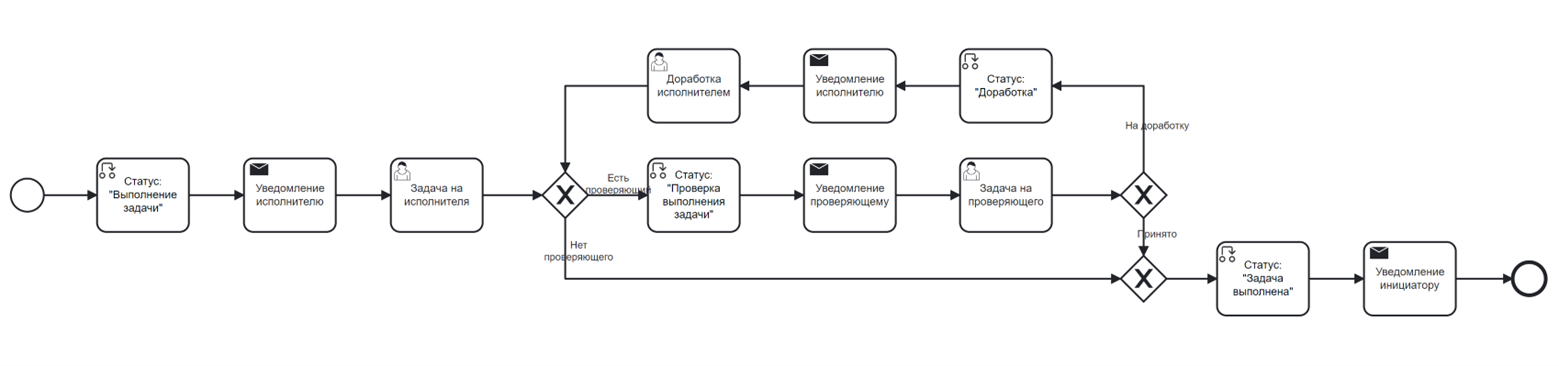 Доработка
исполнителем
Уведомление
исполнителю
Статус:
"Доработка"
На доработку
Статус:
"Выполнение
задачи"
Уведомление
исполнителю
Задача на
исполнителя
Есть
проверяющий
Статус:
"Проверка
выполнения
задачи"
Уведомление
проверяющему
Задача на
проверяющего
Нет
проверяющего
Принято
Статус:
"Задача
выполнена"
Уведомление
инициатору